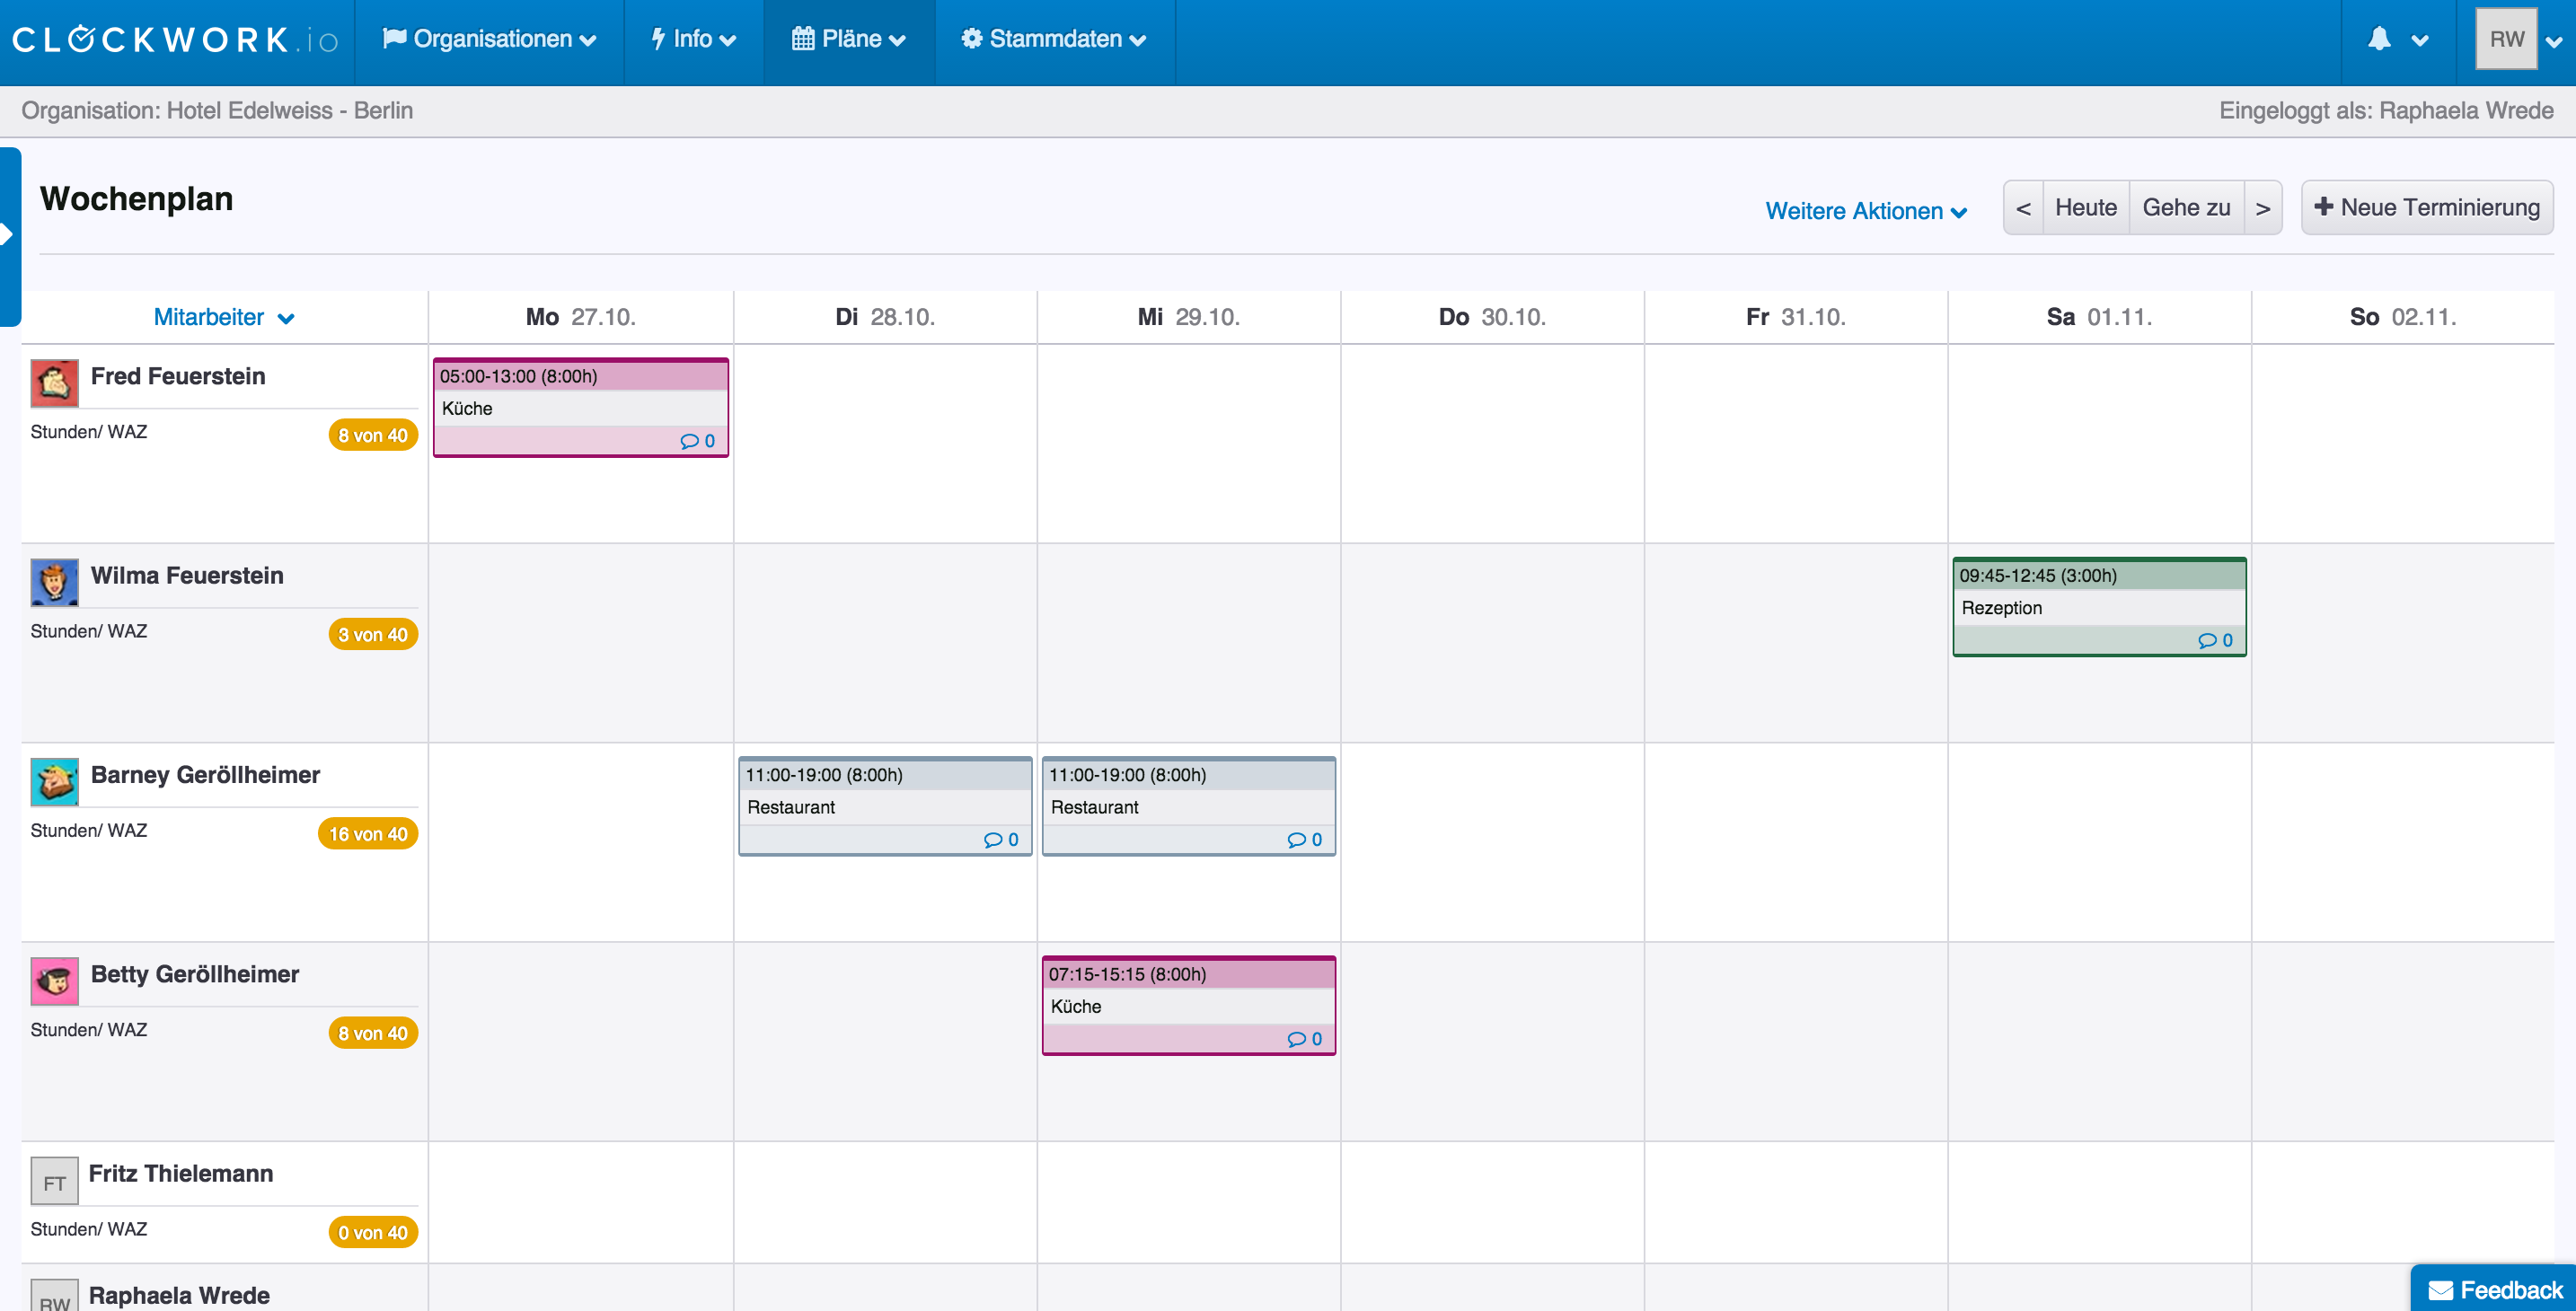 CLOCKWORK.io Organisationen Info Pläne Stammdaten RW
Organisation: Hotel Edelweiss - Berlin Eingeloggt als: Raphaela Wrede
Wochenplan Weitere Aktionen < Heute Gehe zu > + Neue Terminierung
Mitarbeiter Mo 27.10. Di 28.10. Mi 29.10. Do 30.10. Fr 31.10. Sa 01.11. So 02.11.
Fred Feuerstein 05:00-13:00 (8:00h)
Küche
Stunden/ WAZ 8 von 40 0
Wilma Feuerstein 09:45-12:45 (3:00h)
Rezeption
Stunden/ WAZ 3 von 40 0
Barney Geröllheimer 11:00-19:00 (8:00h) 11:00-19:00 (8:00h)
Restaurant Restaurant
Stunden/ WAZ 16 von 40 0 0
Betty Geröllheimer 07:15-15:15 (8:00h)
Küche
Stunden/ WAZ 8 von 40 0
FT Fritz Thielemann
Stunden/ WAZ 0 von 40
RW Raphaela Wrede
Feedback